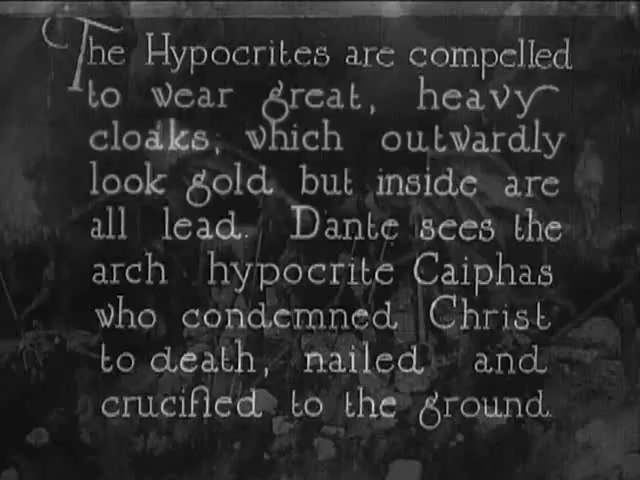 The Hypocrites are compelled
to wear great, heavy
cloaks, which outwardly
look gold but inside are
all lead. Dante sees the
arch hypocrite Caiphas
who condemned Christ
to death, nailed and
crucified to the ground.